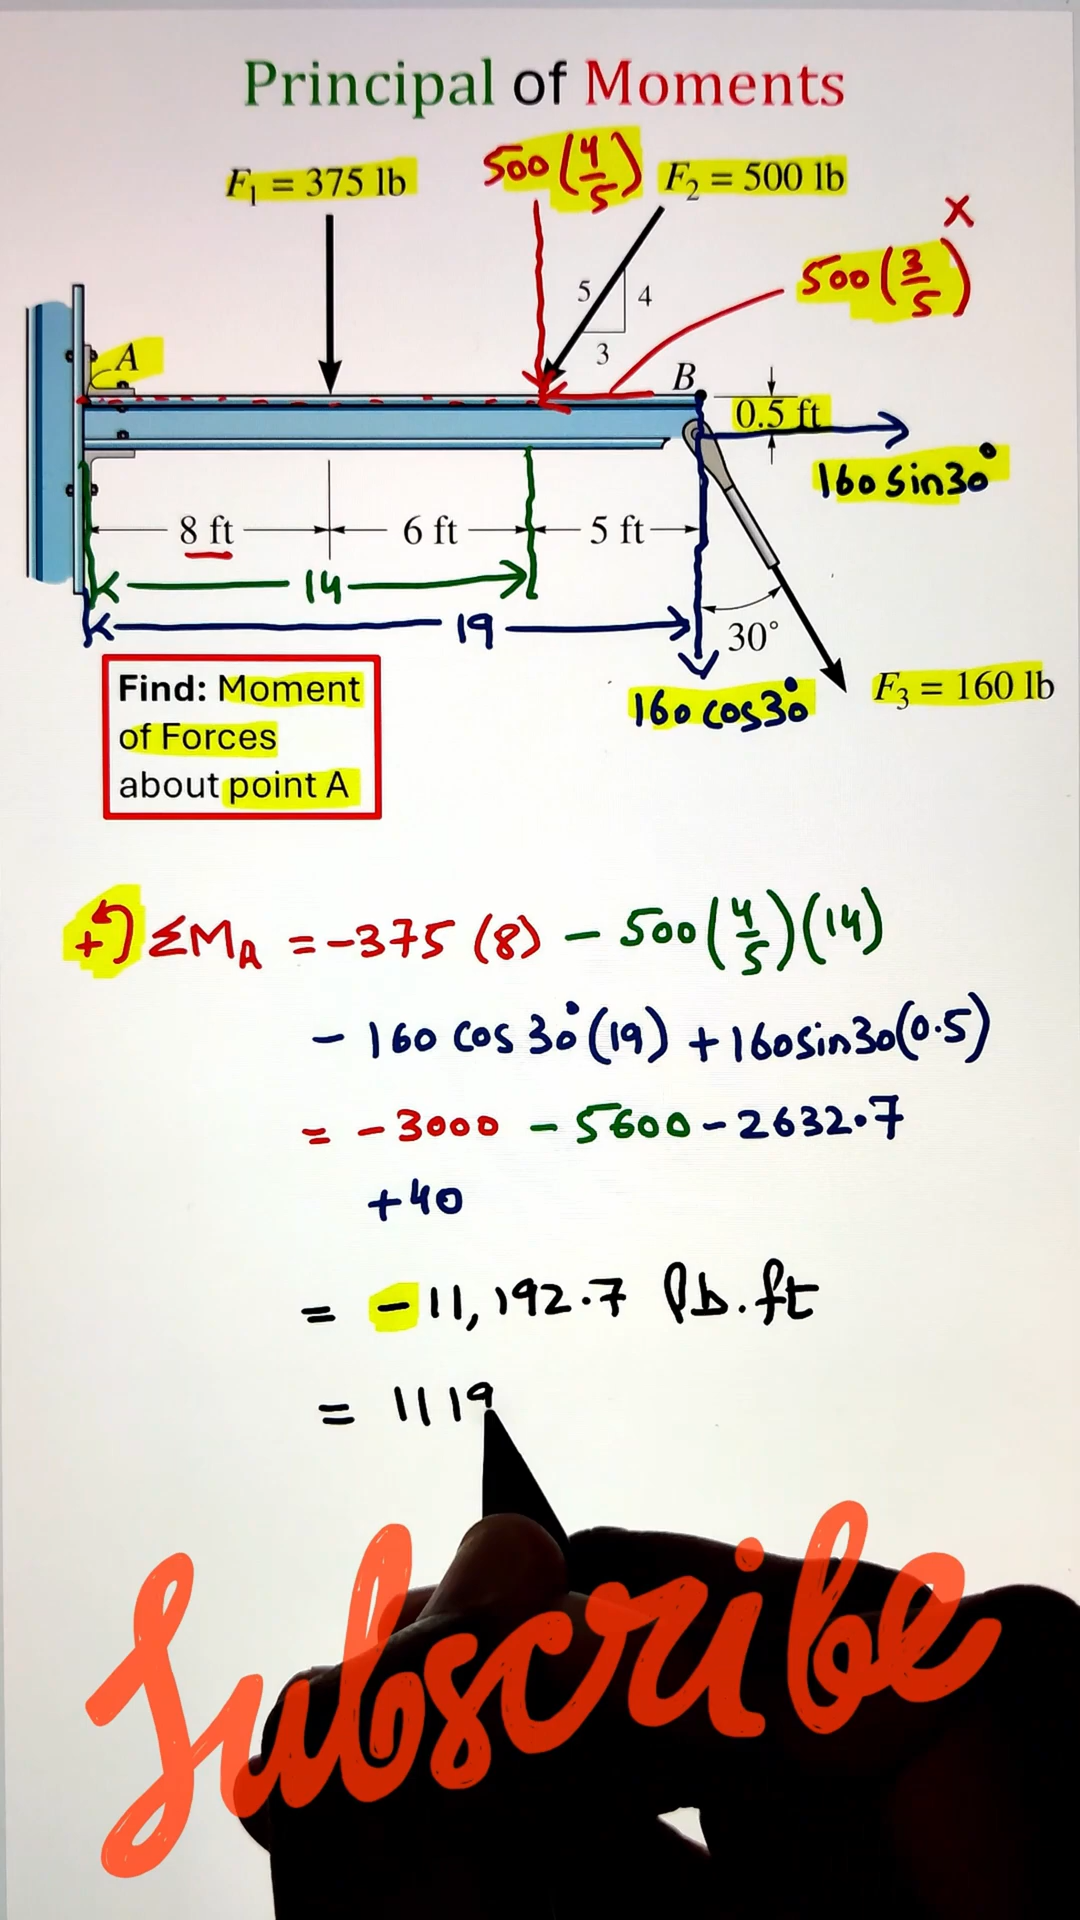 Principal of Moments
500(4/5)
F₁ = 375 lb
F₂ = 500 lb
x
500(3/5)
5
4
3
A
B
0.5 ft
160 sin30°
8 ft
6 ft
5 ft
14
19
30°
160 cos30°
F₃ = 160 lb
Find: Moment
of Forces
about point A
+ ΣMA = -375 (8) - 500(4/5)(14)
- 160 cos 30°(19) + 160sin30(0.5)
= -3000 - 5600 - 2632.7
+40
= -11,192.7 lb.ft
= 1119
Subscribe